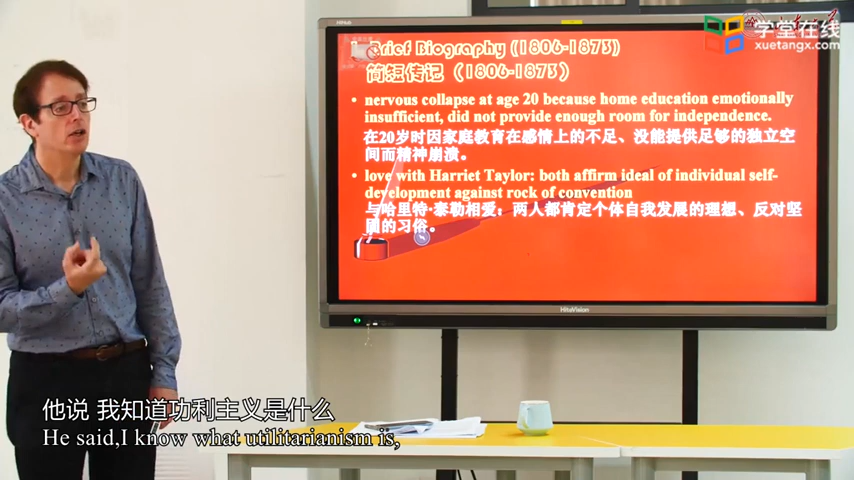 学堂在线
xuetangx.com
Brief Biography ((1806-1873)
简短传记 （1806-1873）
• nervous collapse at age 20 because home education emotionally
insufficient, did not provide enough room for independence.
在20岁时因家庭教育在感情上的不足、没能提供足够的独立空
间而精神崩溃。
• love with Harriet Taylor: both affirm ideal of individual self-
development against rock of convention
与哈里特·泰勒相爱：两人都肯定个体自我发展的理想、反对坚
固的习俗。
HiteVision
他说 我知道功利主义是什么
He said,I know what utilitarianism is,